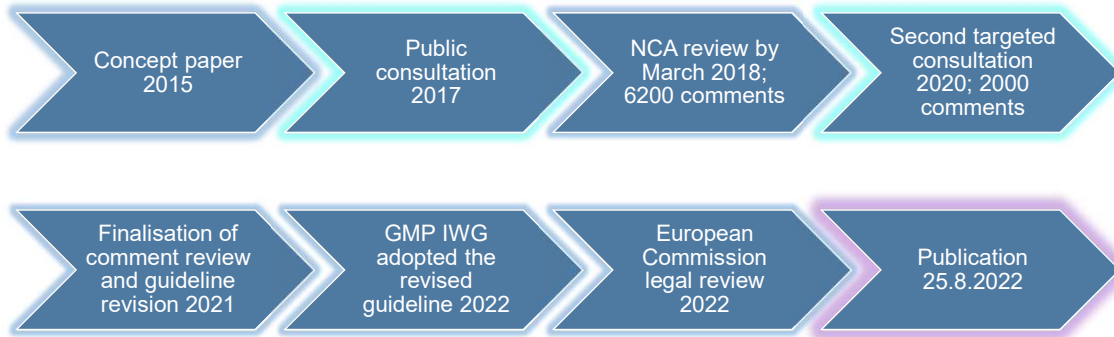 Concept paper
2015
Public
consultation
2017
NCA review by
March 2018;
6200 comments
Second targeted
consultation
2020; 2000
comments
Finalisation of
comment review
and guideline
revision 2021
GMP IWG
adopted the
revised
guideline 2022
European
Commission
legal review
2022
Publication
25.8.2022